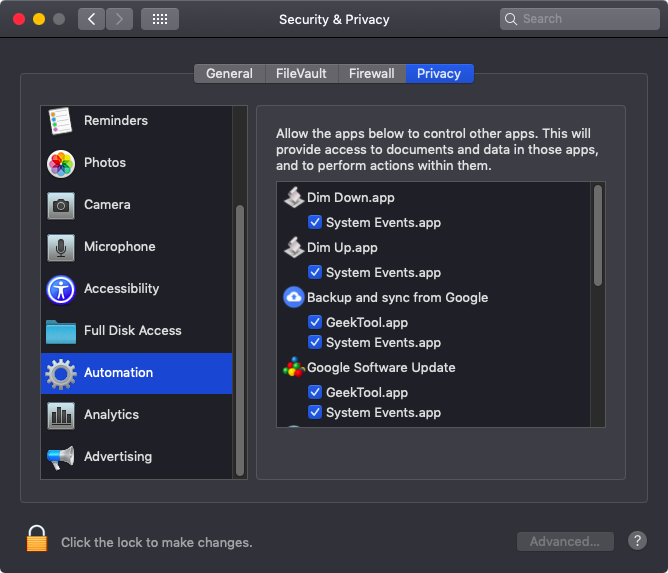 Security & Privacy
Search
General
FileVault
Firewall
Privacy
Reminders
Photos
Camera
Microphone
Accessibility
Full Disk Access
Automation
Analytics
Advertising
Allow the apps below to control other apps. This will
provide access to documents and data in those apps,
and to perform actions within them.
Dim Down.app
System Events.app
Dim Up.app
System Events.app
Backup and sync from Google
GeekTool.app
System Events.app
Google Software Update
GeekTool.app
System Events.app
Click the lock to make changes.
Advanced...
?